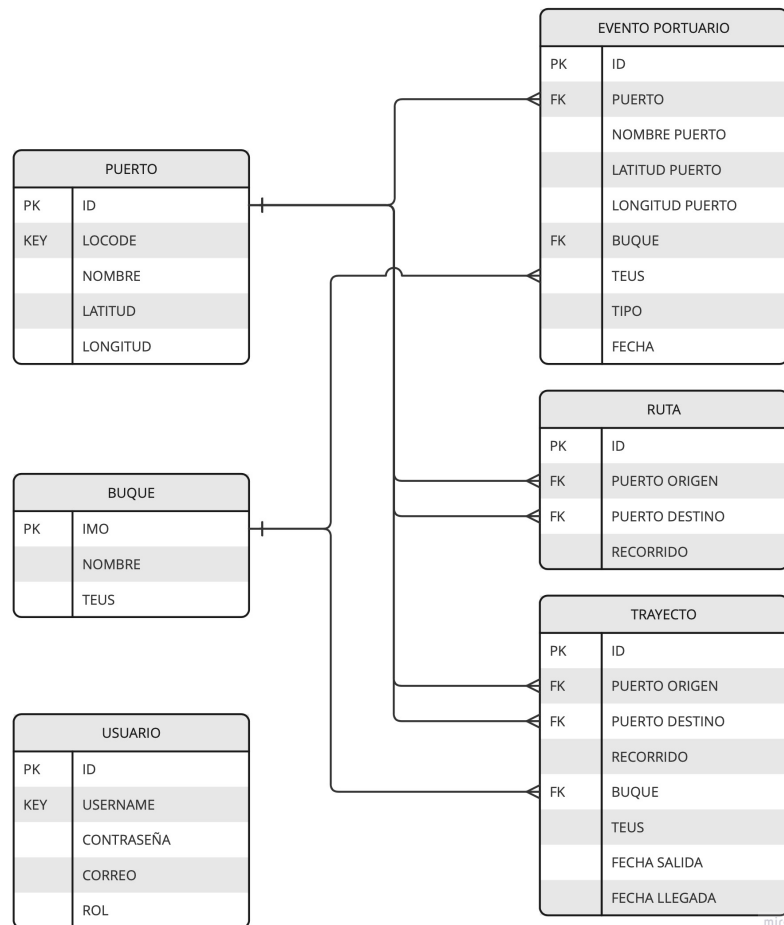 PUERTO
PK ID
KEY LOCODE
NOMBRE
LATITUD
LONGITUD
BUQUE
PK IMO
NOMBRE
TEUS
USUARIO
PK ID
KEY USERNAME
CONTRASEÑA
CORREO
ROL
EVENTO PORTUARIO
PK ID
FK PUERTO
NOMBRE PUERTO
LATITUD PUERTO
LONGITUD PUERTO
FK BUQUE
TEUS
TIPO
FECHA
RUTA
PK ID
FK PUERTO ORIGEN
FK PUERTO DESTINO
RECORRIDO
TRAYECTO
PK ID
FK PUERTO ORIGEN
FK PUERTO DESTINO
RECORRIDO
FK BUQUE
TEUS
FECHA SALIDA
FECHA LLEGADA